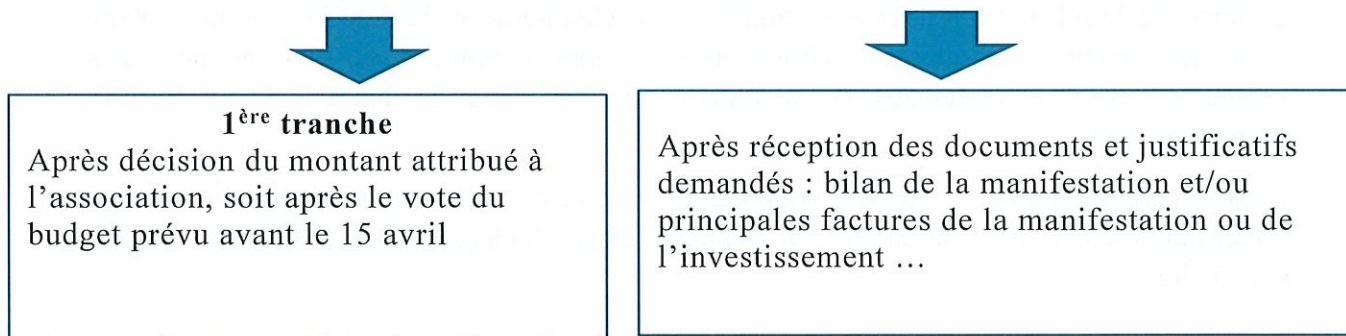 1ère tranche
Après décision du montant attribué à
l’association, soit après le vote du
budget prévu avant le 15 avril
Après réception des documents et justificatifs
demandés : bilan de la manifestation et/ou
principales factures de la manifestation ou de
l’investissement …